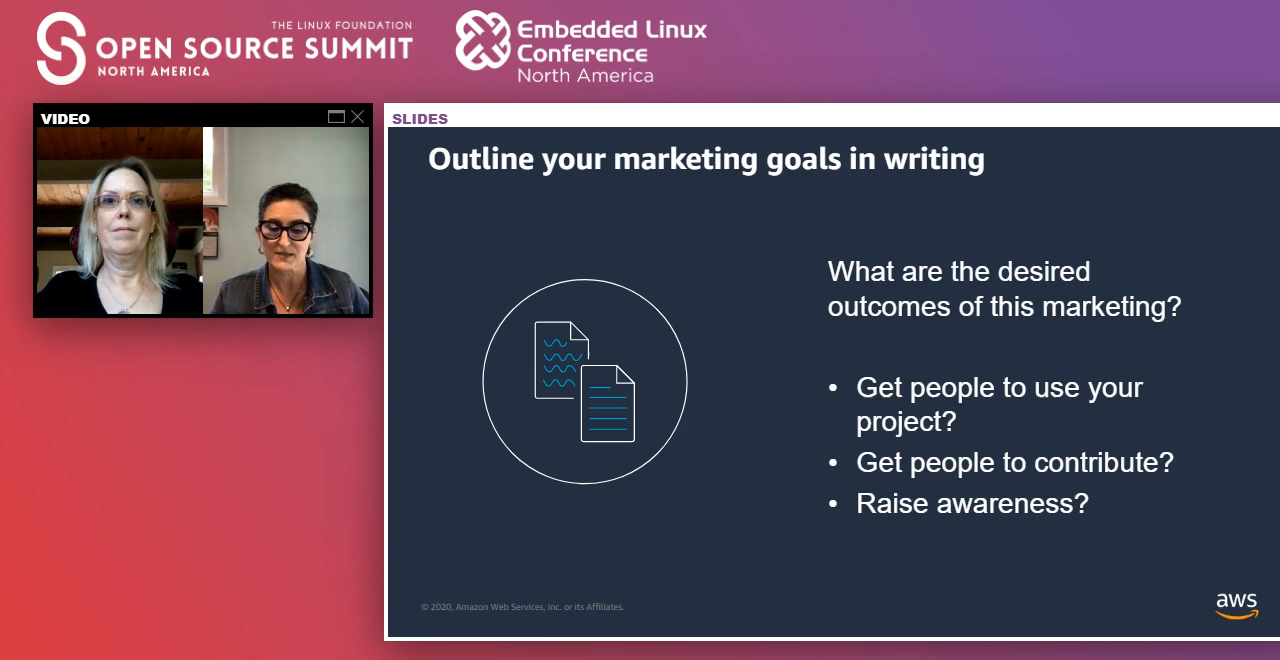 THE LINUX FOUNDATION
OPEN SOURCE SUMMIT
NORTH AMERICA
Embedded Linux
Conference
North America
VIDEO
SLIDES
Outline your marketing goals in writing
What are the desired
outcomes of this marketing?
• Get people to use your
project?
• Get people to contribute?
• Raise awareness?
© 2020, Amazon Web Services, Inc. or its Affiliates.
aws